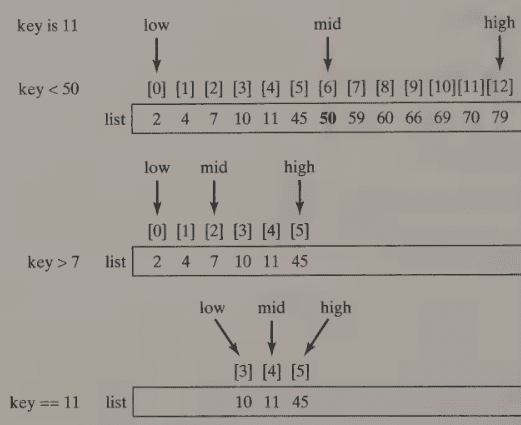 key is 11 low mid high
key < 50 [0] [1] [2] [3] [4] [5] [6] [7] [8] [9] [10][11][12]
list 2 4 7 10 11 45 50 59 60 66 69 70 79
low mid high
[0] [1] [2] [3] [4] [5]
key > 7 list 2 4 7 10 11 45
low mid high
[3] [4] [5]
key == 11 list 10 11 45